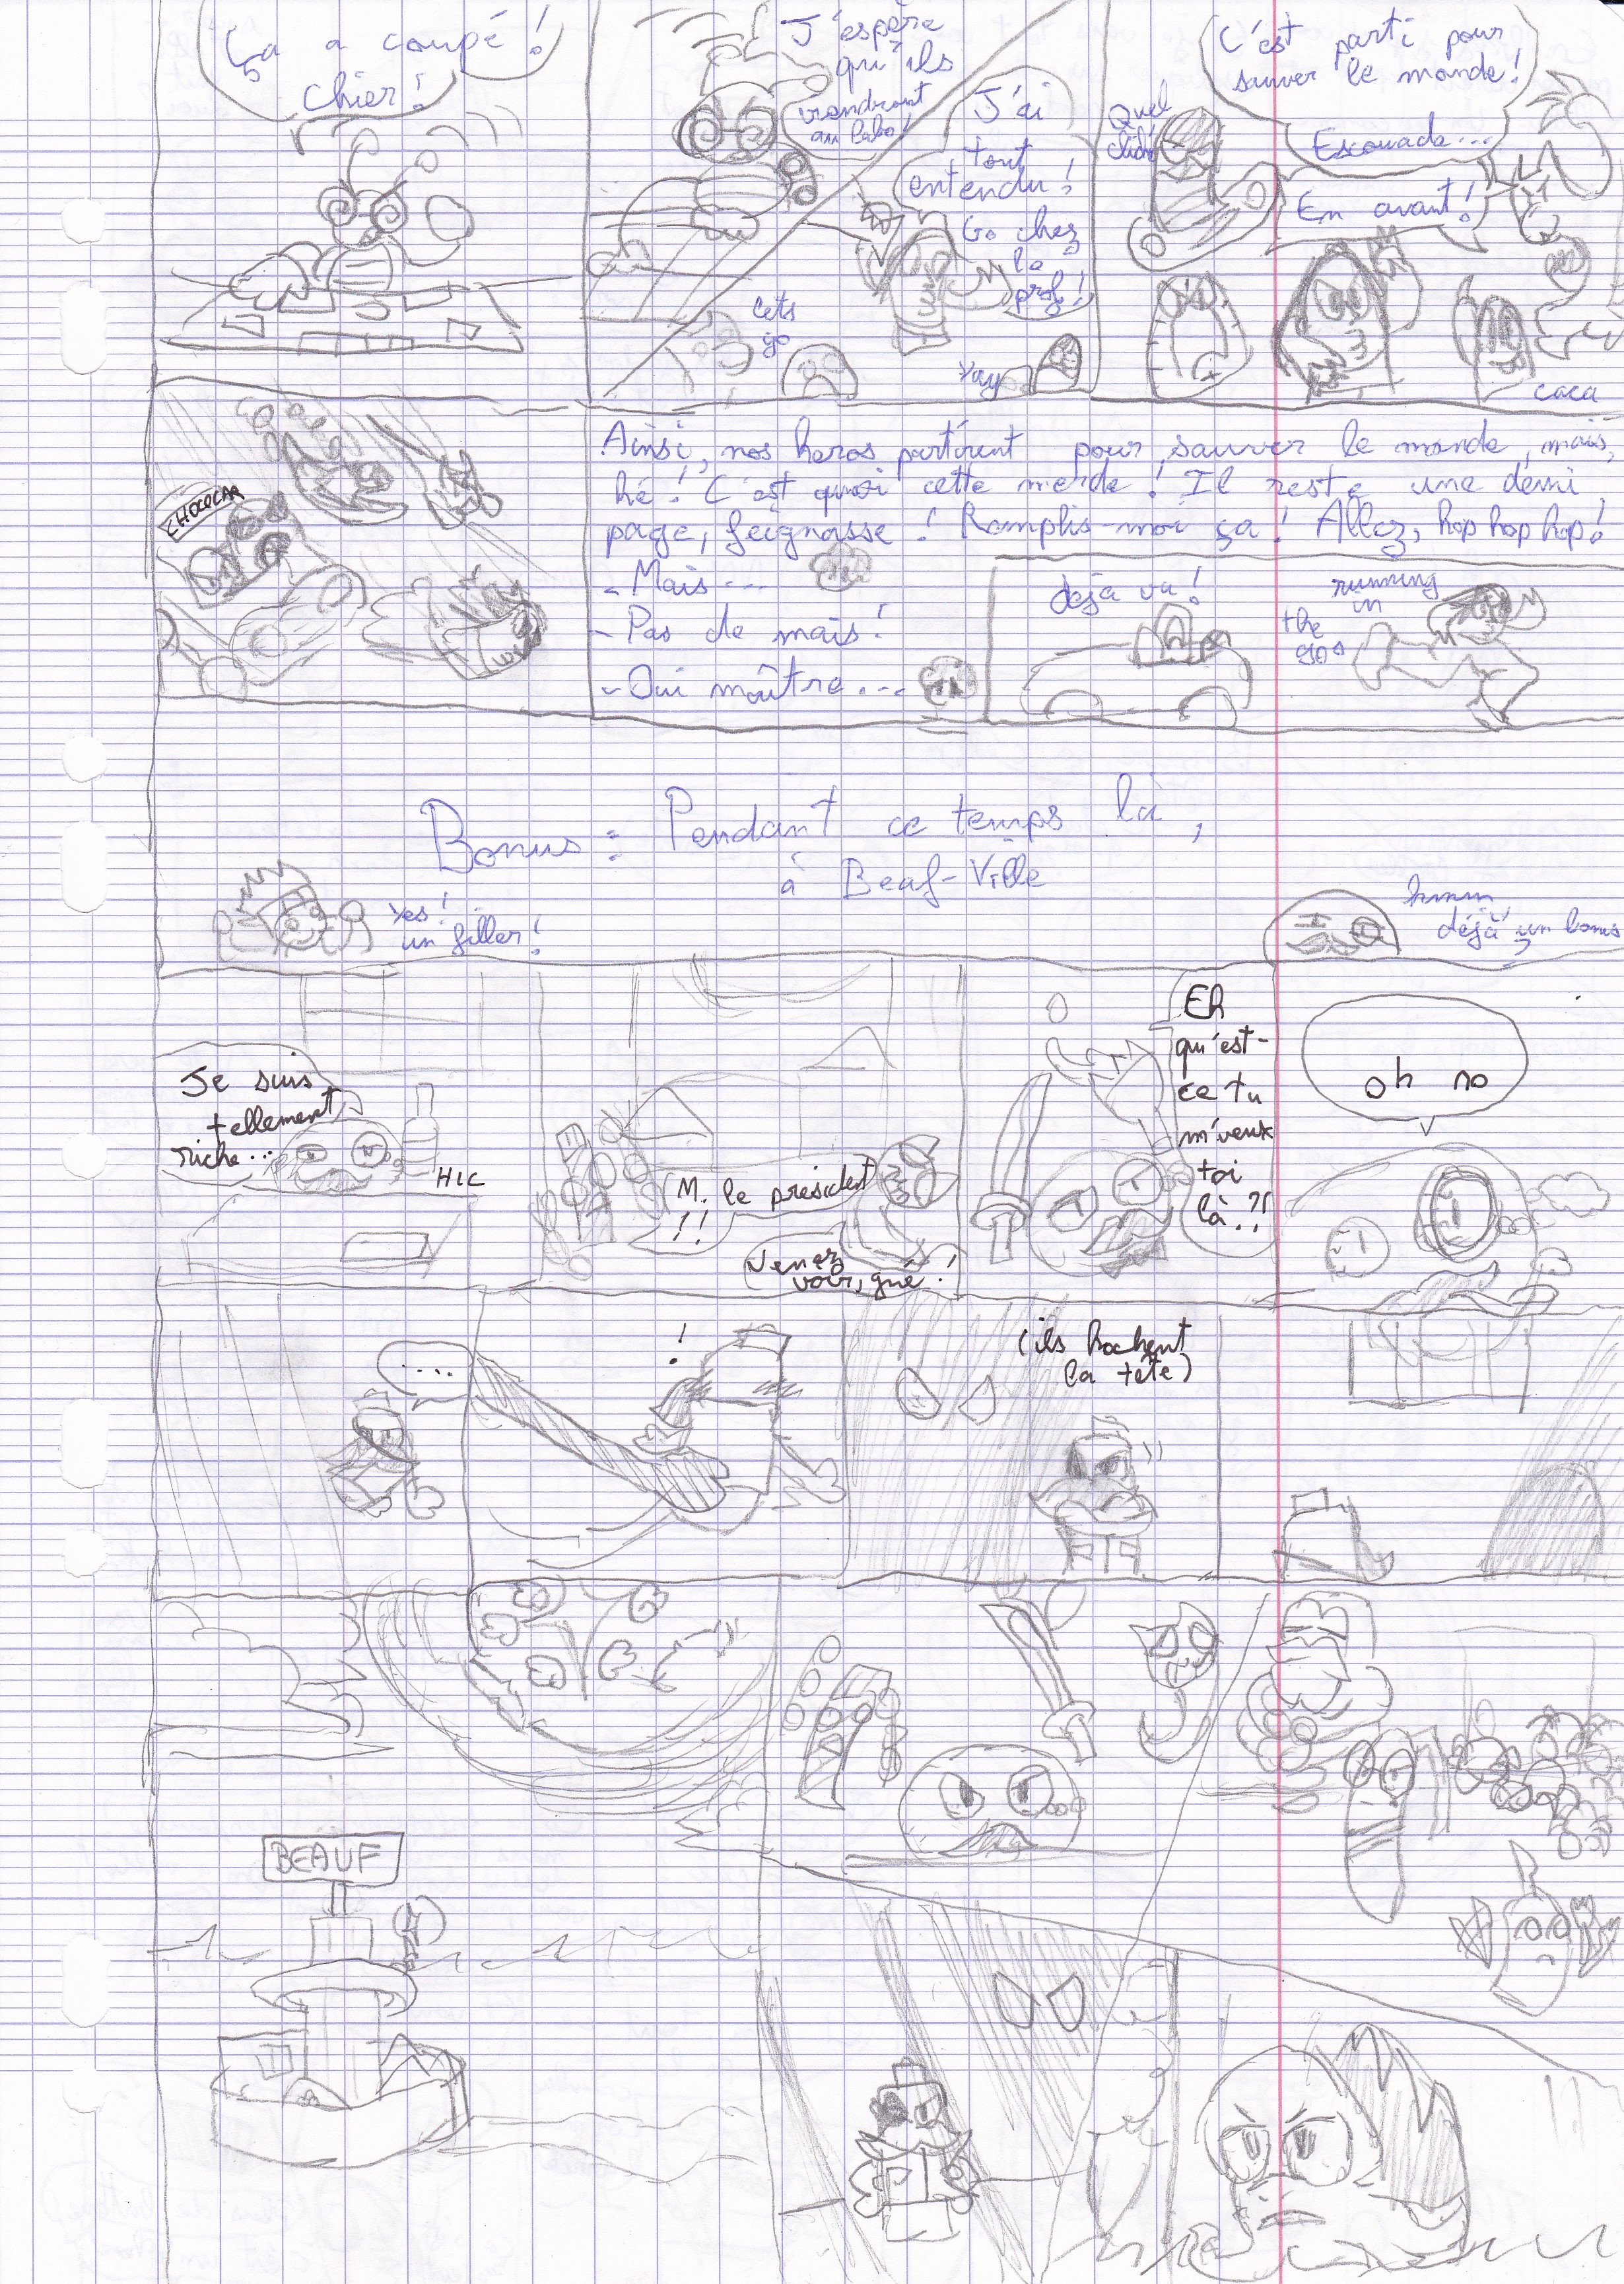 Ça a coupé !
Chier !
J'espère
qu'ils
viendront
au labo !
J'ai
tout
entendu !
Go chez
la
prof !
lets
go
Yay
Quel
cliché
C'est parti pour
sauver le monde !
Escouade...
En avant !
caca
CHOCOCAR
Ainsi, nos heros partirent pour sauver le monde, mais,
hé ! C'est quoi cette merde ! Il reste une demi
page, feignasse ! Remplis-moi ça ! Allez, hop hop hop !
- Mais...
- Pas de mais !
- Oui maître...
déjà vu !
running
in
the
90s
Bonus : Pendant ce temps là,
à Beauf-Ville
Yes !
un filler !
hmm
déjà un bonus
?
Je suis
tellement
riche...
HIC
M. le président
!!
Venez
voir, gné !
Eh
qu'est-
ce tu
m'veux
toi
là ?!
oh no
...
!
(ils hochent
la tête)
BEAUF